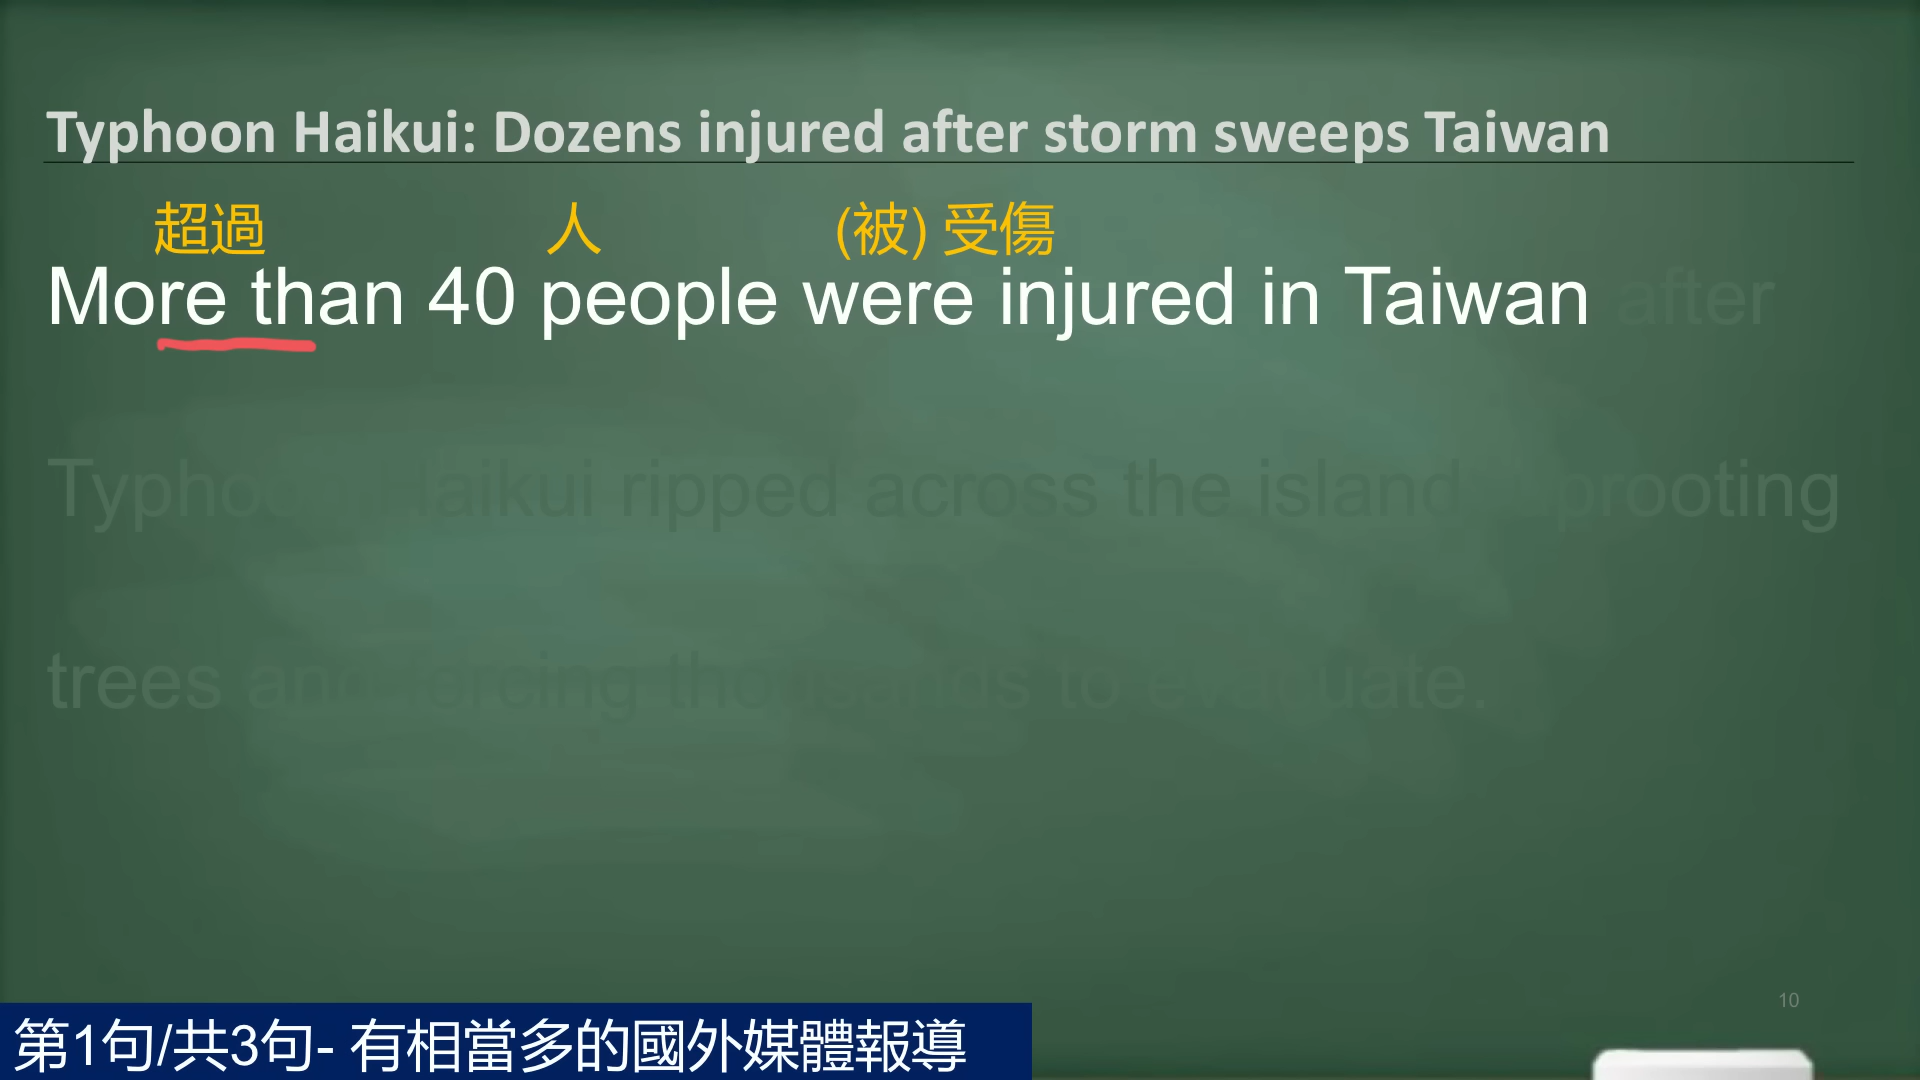 Typhoon Haikui: Dozens injured after storm sweeps Taiwan
超過 人 (被) 受傷
More than 40 people were injured in Taiwan after
Typhoon Haikui ripped across the island uprooting
trees and forcing thousands to evacuate.
10
第1句/共3句- 有相當多的國外媒體報導